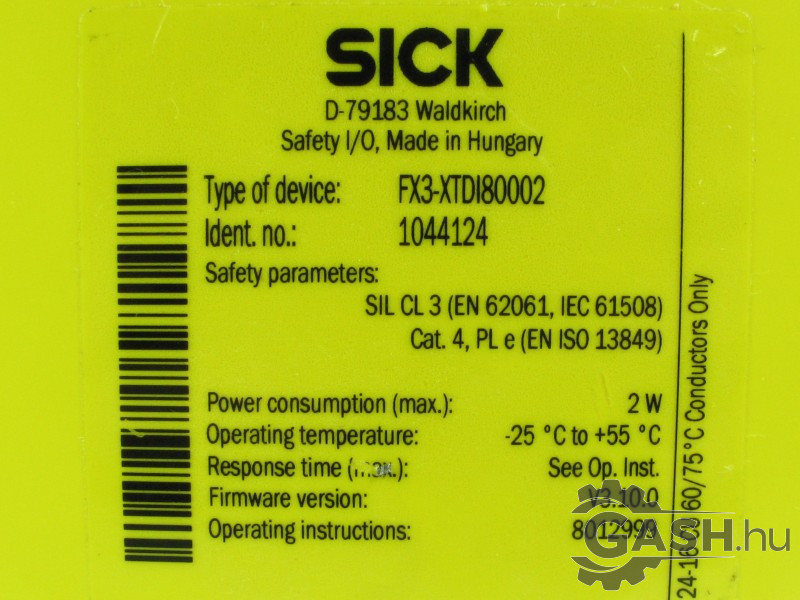 SICK
D-79183 Waldkirch
Safety I/O, Made in Hungary
Type of device: FX3-XTDI80002
Ident. no.: 1044124
Safety parameters:
SIL CL 3 (EN 62061, IEC 61508)
Cat. 4, PL e (EN ISO 13849)
Power consumption (max.): 2 W
Operating temperature: -25 °C to +55 °C
Response time (max.): See Op. Inst.
Firmware version: V3.10.0
Operating instructions: 8012999
60/75°C Conductors Only
GASH.hu